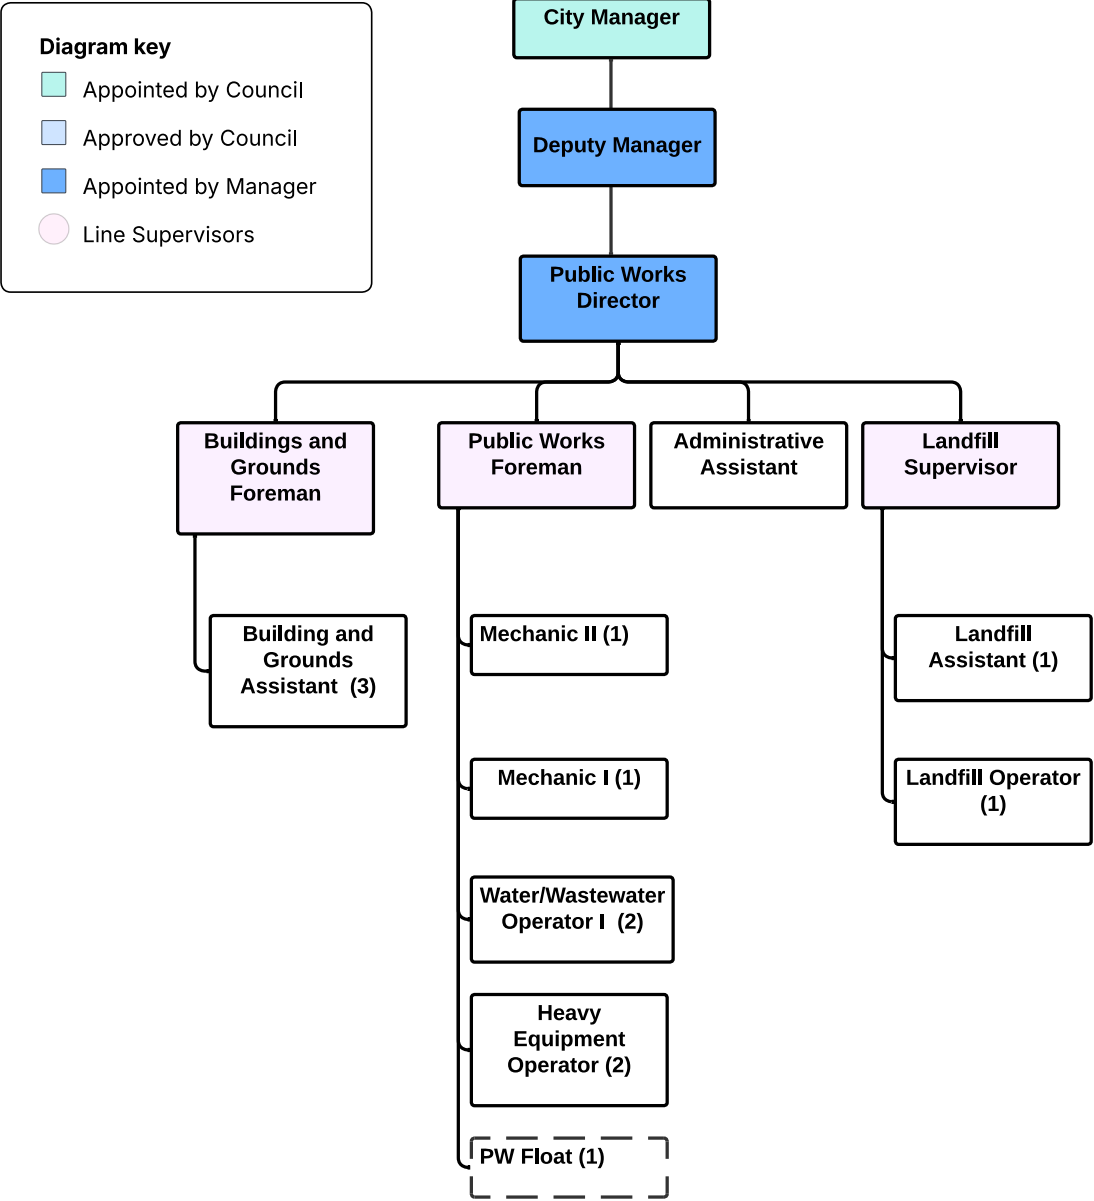 Diagram key
Appointed by Council
Approved by Council
Appointed by Manager
Line Supervisors
City Manager
Deputy Manager
Public Works
Director
Buildings and
Grounds
Foreman
Public Works
Foreman
Administrative
Assistant
Landfill
Supervisor
Building and
Grounds
Assistant (3)
Mechanic II (1)
Mechanic I (1)
Water/Wastewater
Operator I (2)
Heavy
Equipment
Operator (2)
PW Float (1)
Landfill
Assistant (1)
Landfill Operator
(1)